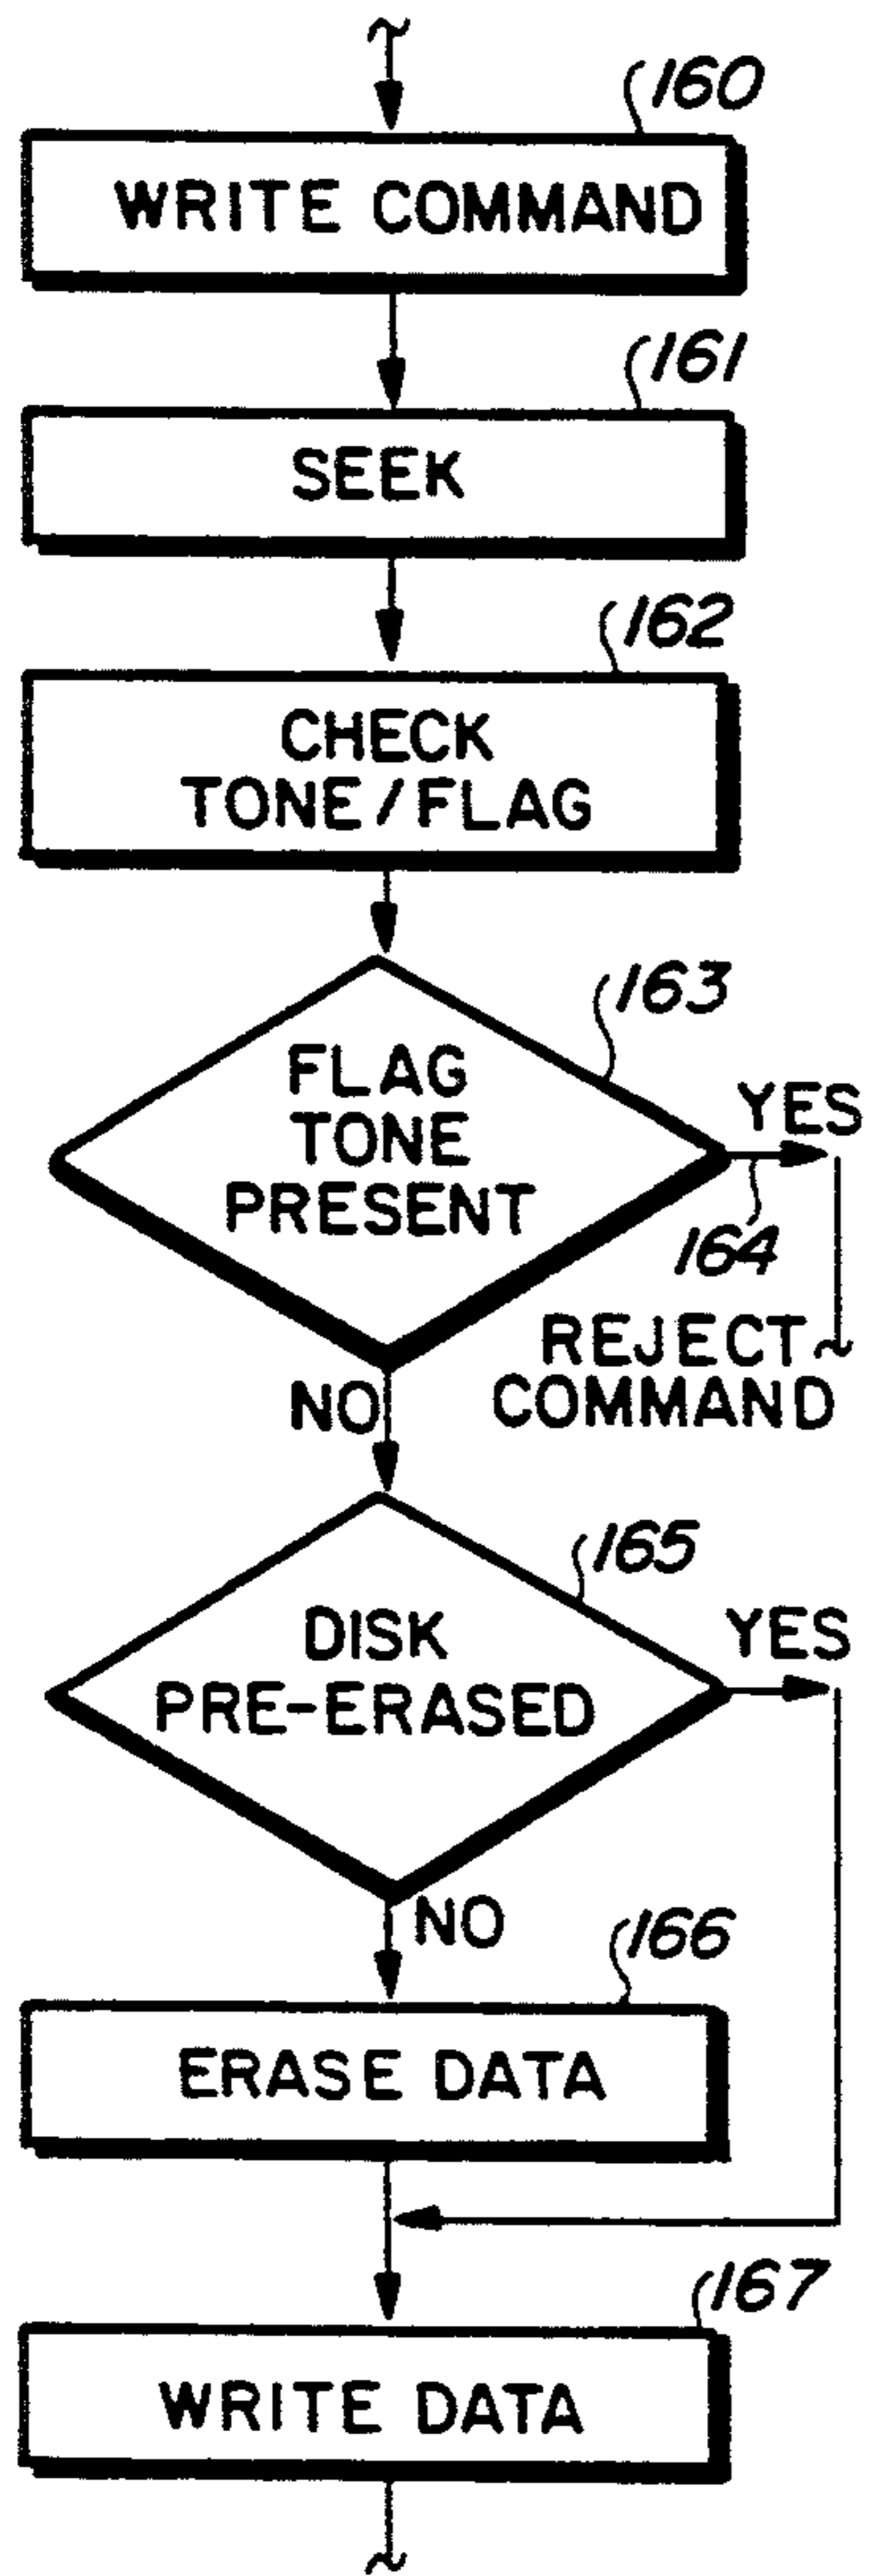 160
WRITE COMMAND
161
SEEK
162
CHECK
TONE/FLAG
163
FLAG
TONE
PRESENT
YES
164
REJECT
COMMAND
NO
165
DISK
PRE-ERASED
YES
NO
166
ERASE DATA
167
WRITE DATA